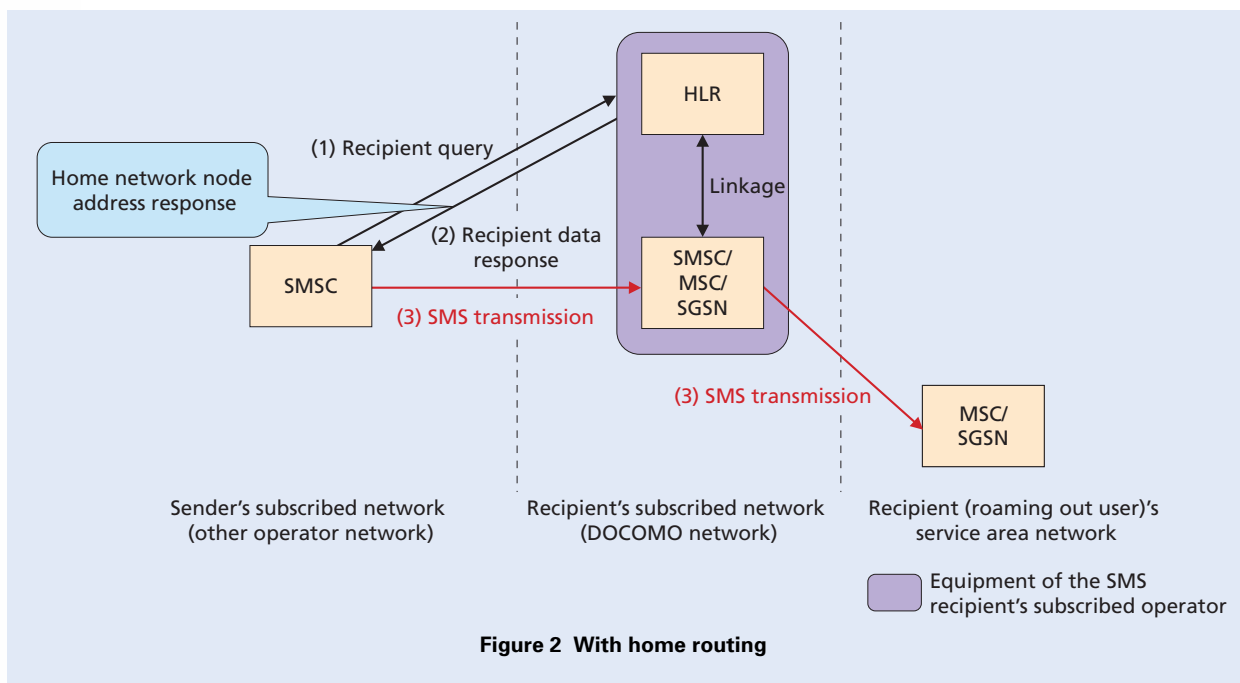 HLR
(1) Recipient query
Home network node
address response
Linkage
(2) Recipient data
response
SMSC
SMSC/
MSC/
SGSN
(3) SMS transmission
(3) SMS transmission
MSC/
SGSN
Sender's subscribed network
(other operator network)
Recipient's subscribed network
(DOCOMO network)
Recipient (roaming out user)'s
service area network
Equipment of the SMS
recipient's subscribed operator
Figure 2 With home routing